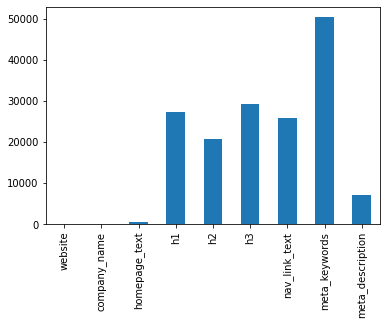 50000
40000
30000
20000
10000
0
website
company_name
homepage_text
h1
h2
h3
nav_link_text
meta_keywords
meta_description